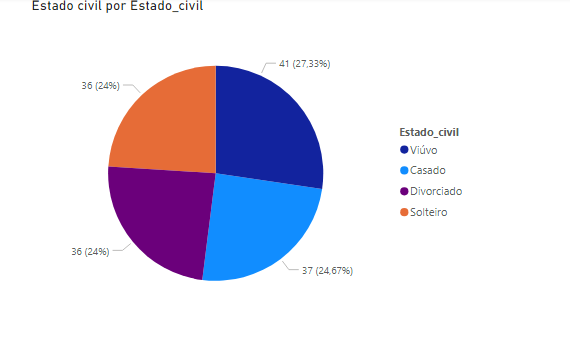 Estado civil por Estado_civil
41 (27,33%)
36 (24%)
Estado_civil
Viúvo
Casado
Divorciado
Solteiro
36 (24%)
37 (24,67%)